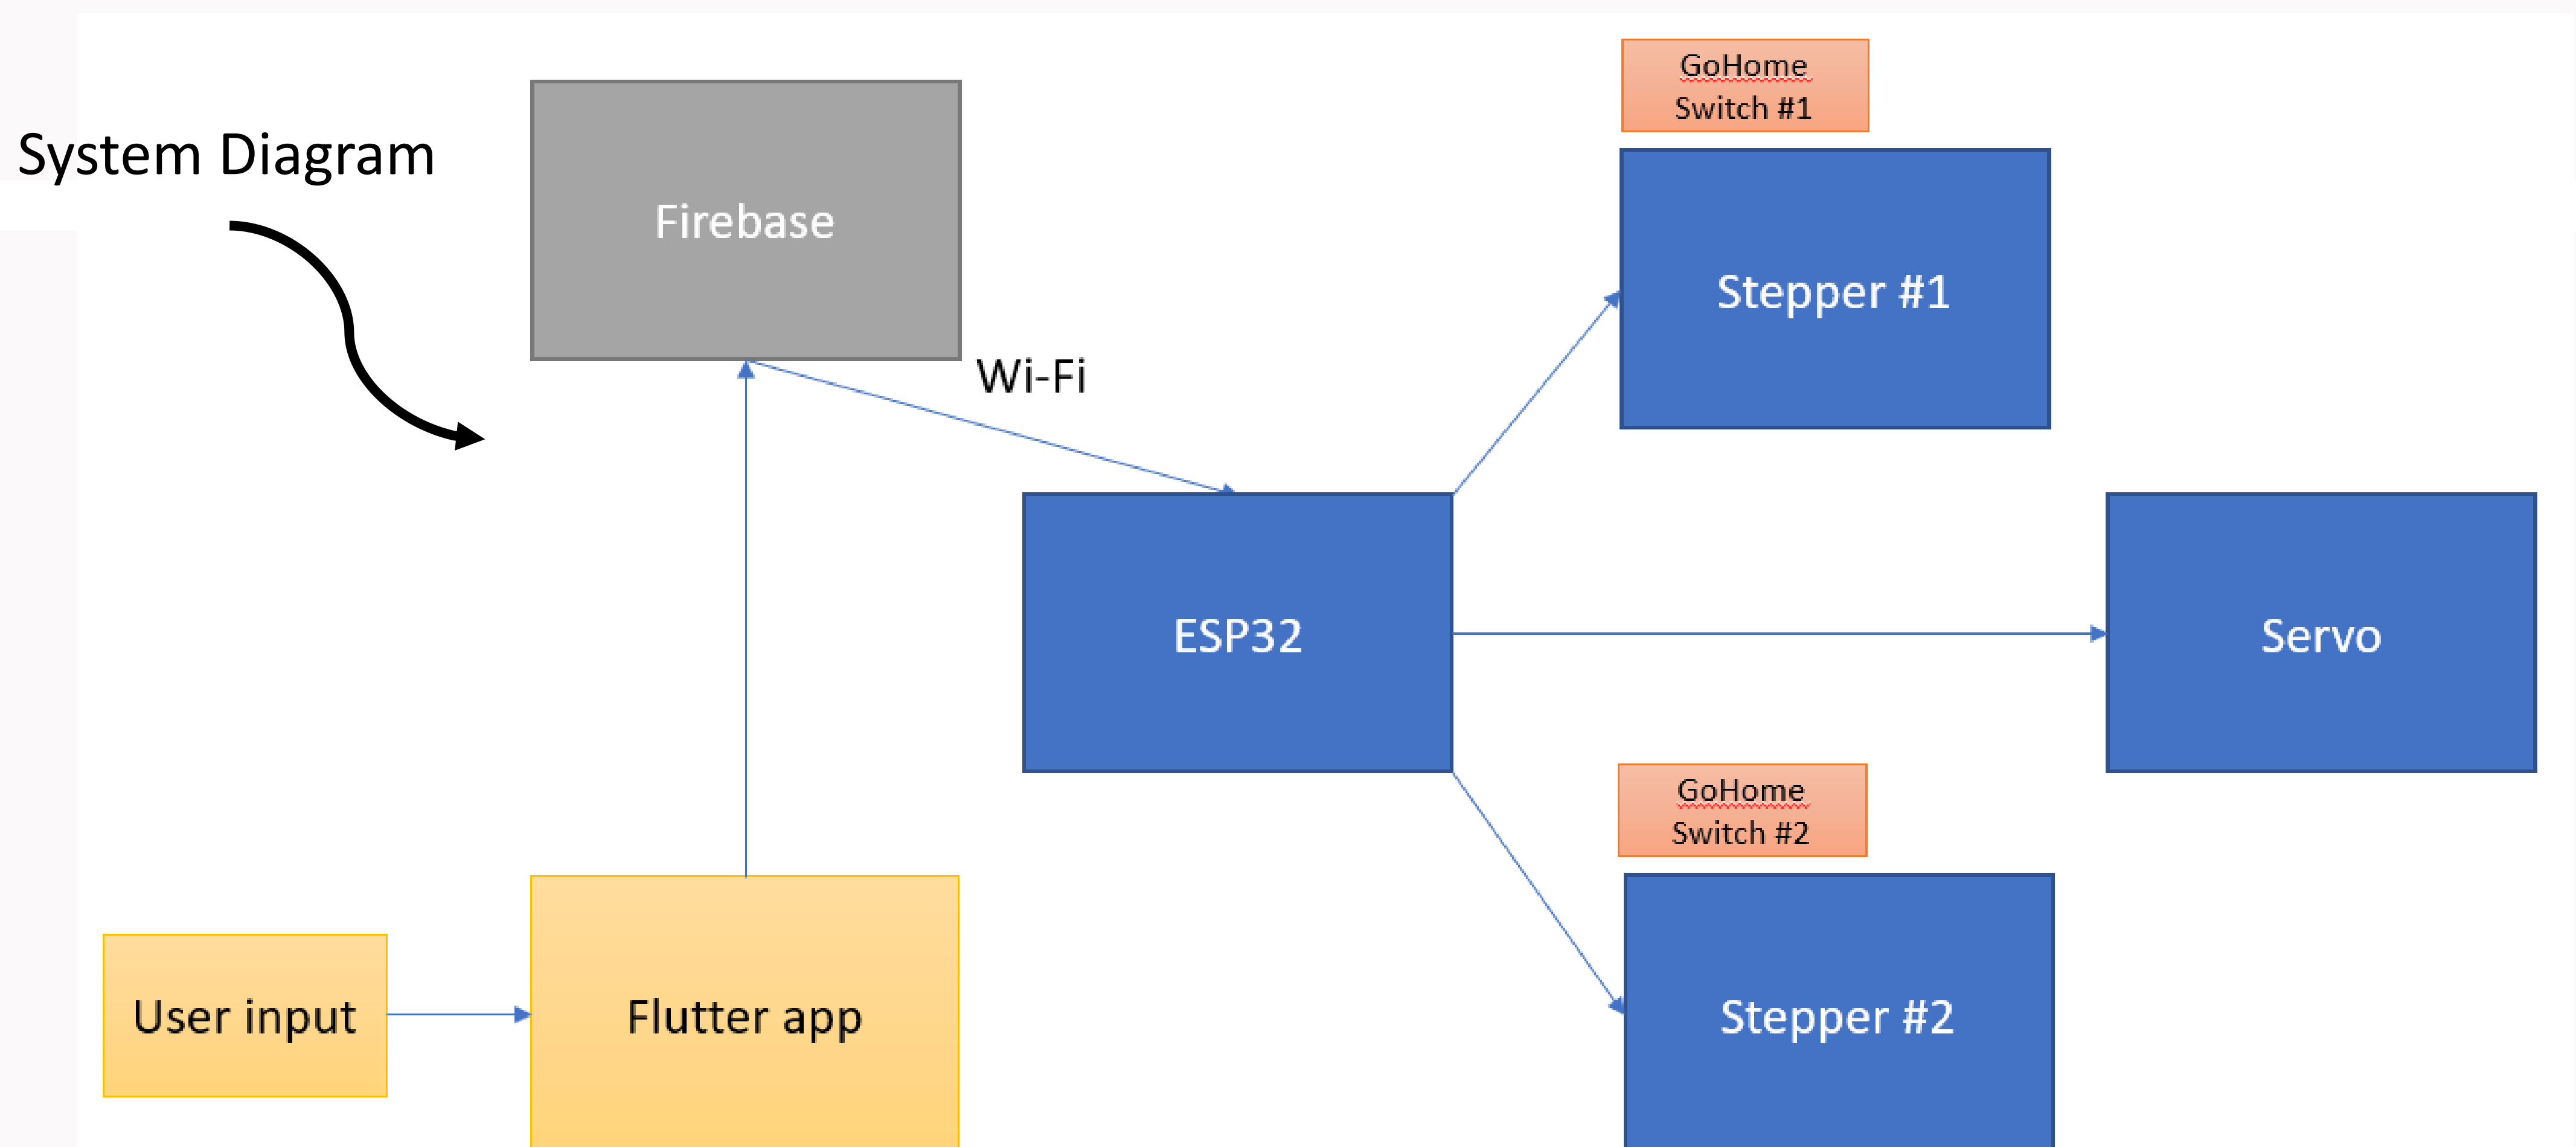 System Diagram
Firebase
Wi-Fi
GoHome
Switch #1
Stepper #1
ESP32
Servo
GoHome
Switch #2
Stepper #2
User input
Flutter app